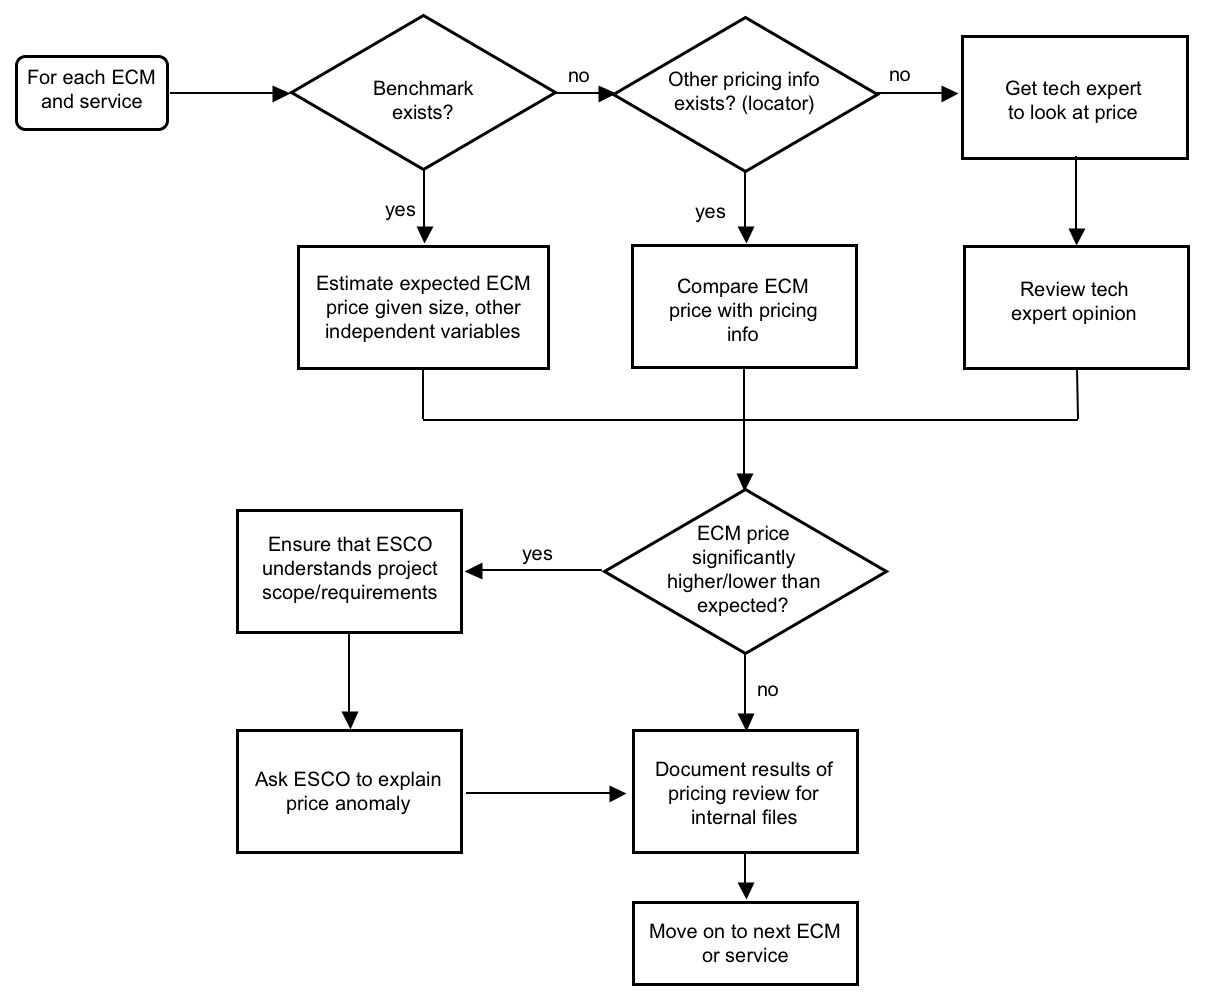 For each ECM
and service
Benchmark
exists?
no
Other pricing info
exists? (locator)
no
Get tech expert
to look at price
yes
yes
Estimate expected ECM
price given size, other
independent variables
Compare ECM
price with pricing
info
Review tech
expert opinion
ECM price
significantly
higher/lower than
expected?
yes
Ensure that ESCO
understands project
scope/requirements
no
Ask ESCO to explain
price anomaly
Document results of
pricing review for
internal files
Move on to next ECM
or service